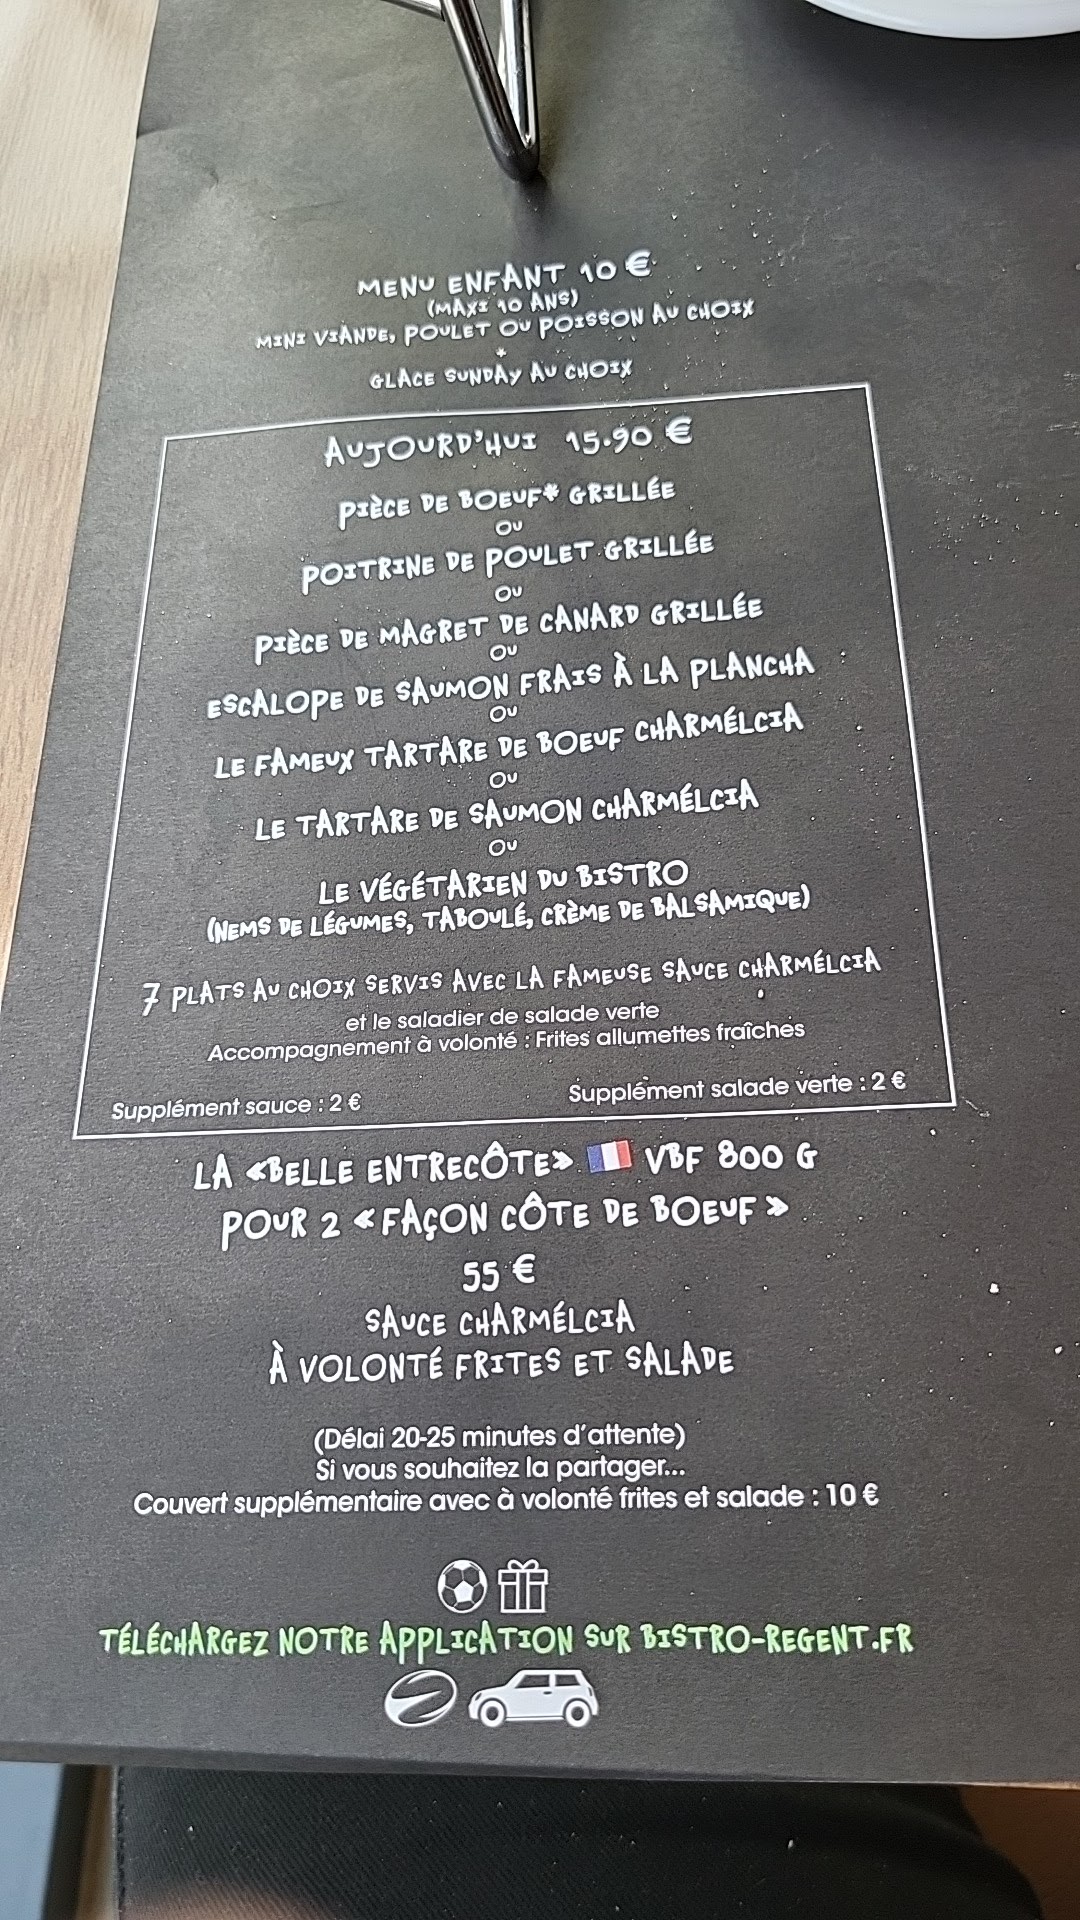 MENU ENFANT 10 €
(MAXI 10 ANS)
MINI VIANDE, POULET OU POISSON AU CHOIX
*
GLACE SUNDAY AU CHOIX
AUJOURD'HUI 15.90 €
PIÈCE DE BOEUF* GRILLÉE
OU
POITRINE DE POULET GRILLÉE
OU
PIÈCE DE MAGRET DE CANARD GRILLÉE
OU
ESCALOPE DE SAUMON FRAIS À LA PLANCHA
OU
LE FAMEUX TARTARE DE BOEUF CHARMÉLCIA
OU
LE TARTARE DE SAUMON CHARMÉLCIA
OU
LE VÉGÉTARIEN DU BISTRO
(NEMS DE LÉGUMES, TABOULÉ, CRÈME DE BALSAMIQUE)
7 PLATS AU CHOIX SERVIS AVEC LA FAMEUSE SAUCE CHARMÉLCIA
et le saladier de salade verte
Accompagnement à volonté : Frites allumettes fraîches
Supplément sauce : 2 € Supplément salade verte : 2 €
LA «BELLE ENTRECÔTE» VBF 800 G
POUR 2 « FAÇON CÔTE DE BOEUF »
55 €
SAUCE CHARMÉLCIA
À VOLONTÉ FRITES ET SALADE
(Délai 20-25 minutes d'attente)
Si vous souhaitez la partager...
Couvert supplémentaire avec à volonté frites et salade : 10 €
TÉLÉCHARGEZ NOTRE APPLICATION SUR BISTRO-REGENT.FR